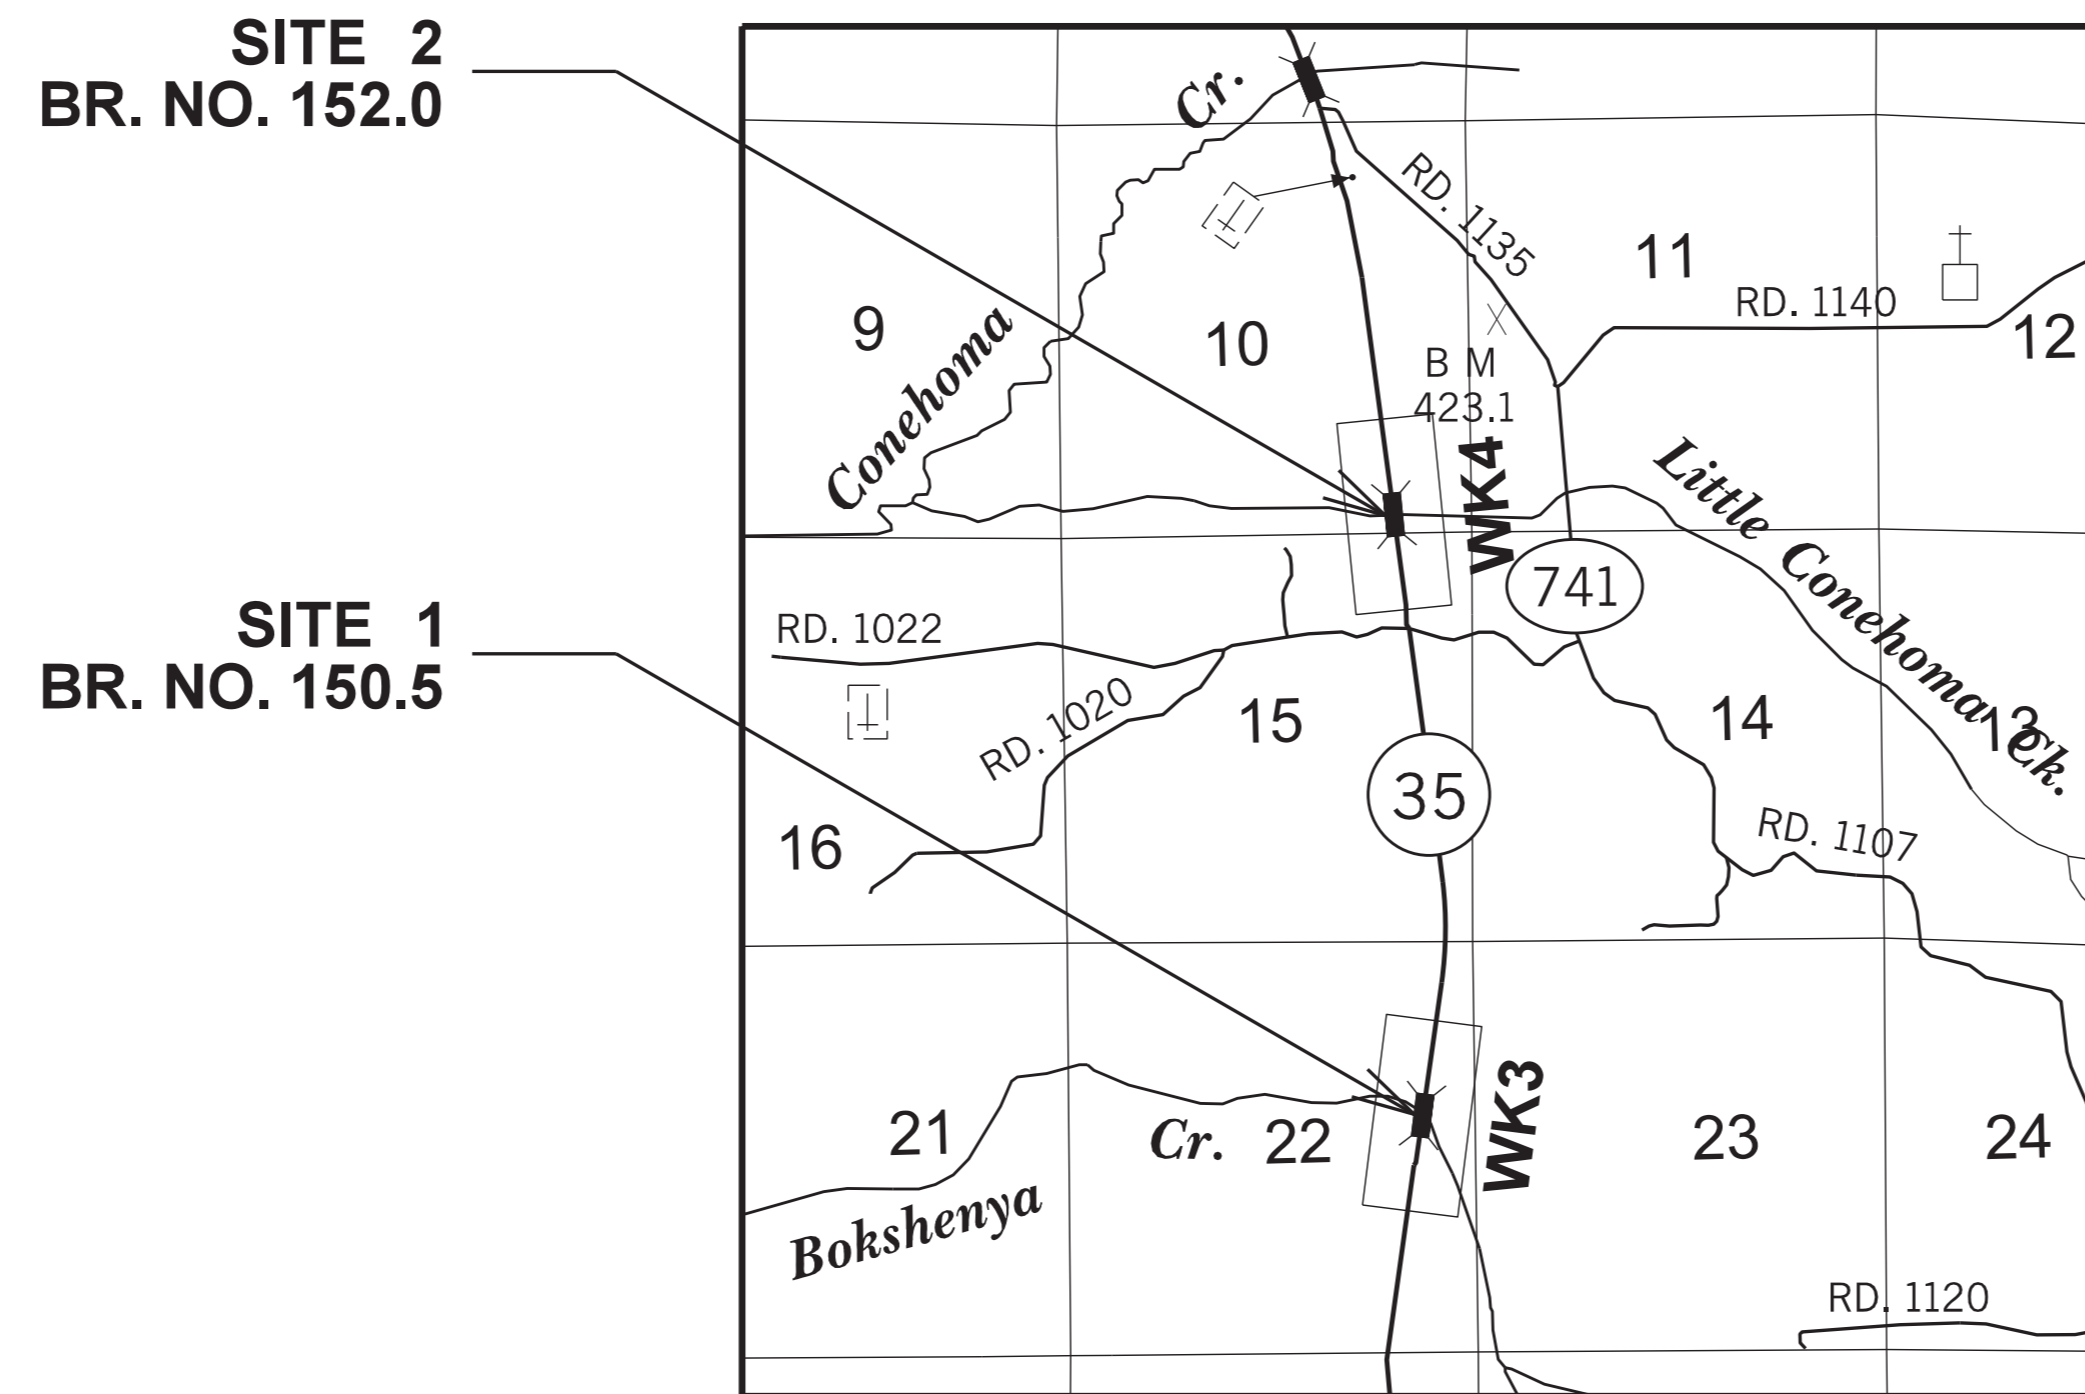 SITE 2
BR. NO. 152.0
Cr.
RD. 1135
11
RD. 1140
12
9
Conehoma
10
B M
423.1
WK4
Little Conehoma Ck.
741
SITE 1
BR. NO. 150.5
RD. 1022
RD. 1020
15
14
13
35
16
RD. 1107
WK3
21
Cr.
22
23
24
Bokshenya
RD. 1120